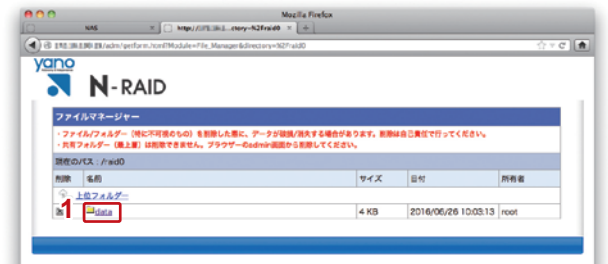 Mozilla Firefox
NAS
yano
N-RAID
ファイルマネージャー
・ファイル/フォルダー（特に不可視のもの）を削除した際に、データが破損/消失する場合があります。削除は自己責任で行ってください。
・共有フォルダー（最上層）は削除できません。ブラウザーのadmin画面から削除してください。
現在のパス : /raid0
削除 名前 サイズ 日付 所有者
上位フォルダー
1 data 4 KB 2016/06/26 10:03:13 root